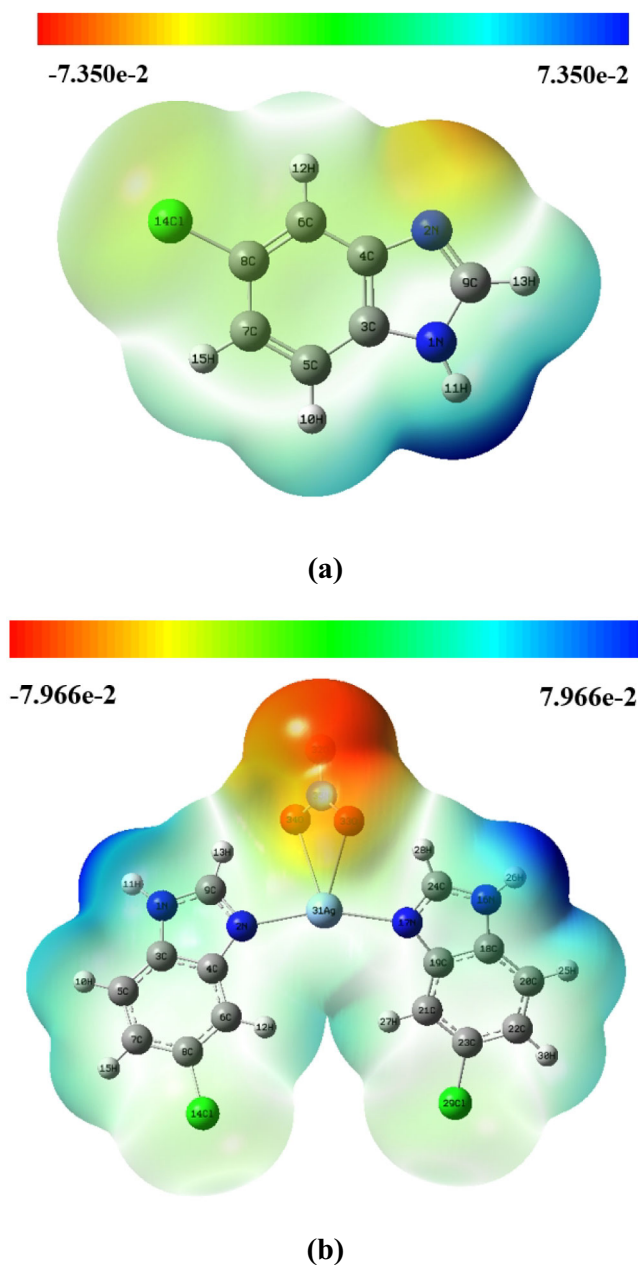 -7.350e-2 7.350e-2
12H
14Cl 6C 2N
8C 4C
9C 13H
7C 3C 1N
15H 5C
11H
10H
(a)
-7.966e-2 7.966e-2
13H 28H
11H 9C 24C 26H
1N 16N
31Ag
2N 17N
3C 18C
4C 19C
10H 5C 20C 25H
6C 21C
12H 27H
7C 8C 23C 22C
15H 30H
14Cl 29Cl
(b)